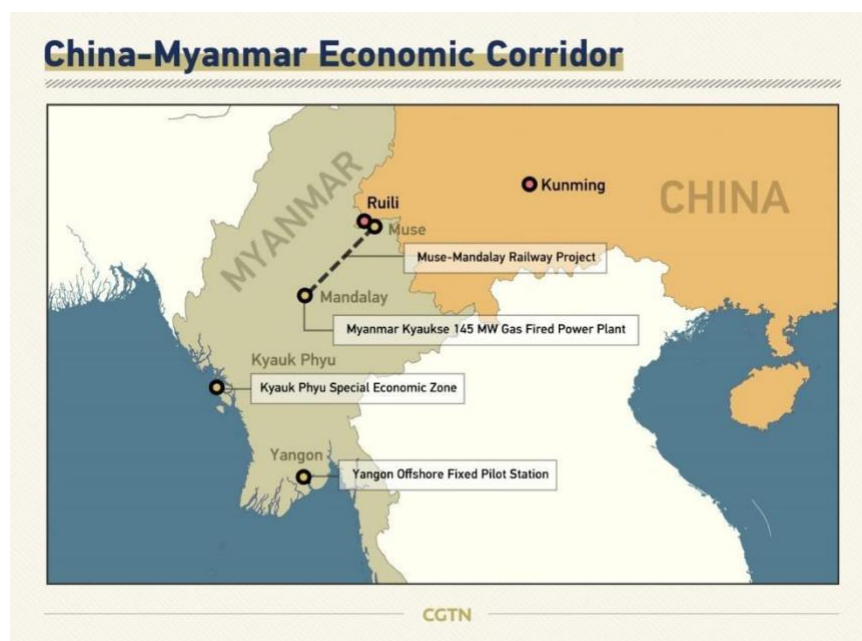 China-Myanmar Economic Corridor
MYANMAR
CHINA
Kunming
Ruili
Muse
Muse-Mandalay Railway Project
Mandalay
Myanmar Kyaukse 145 MW Gas Fired Power Plant
Kyauk Phyu
Kyauk Phyu Special Economic Zone
Yangon
Yangon Offshore Fixed Pilot Station
CGTN